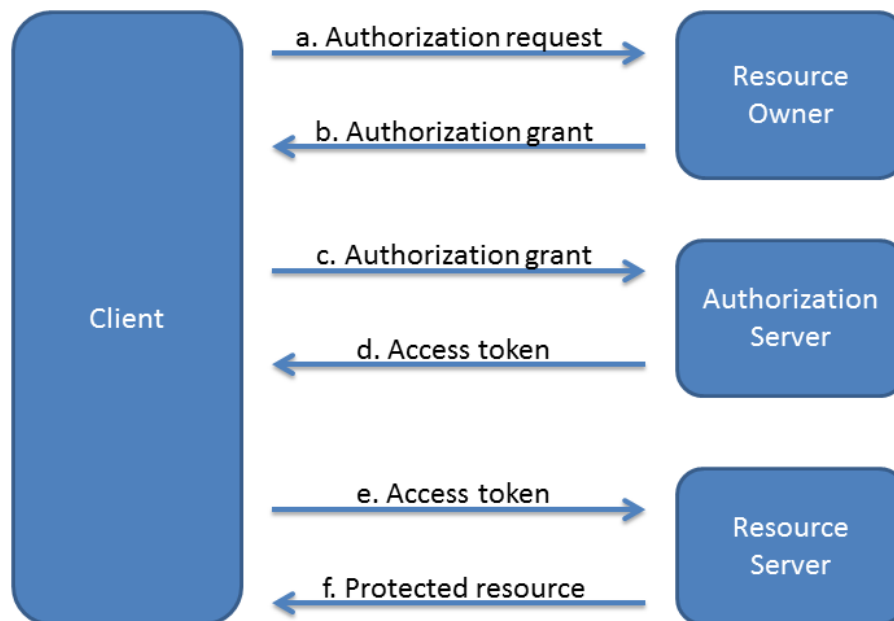 a. Authorization request
Resource
Owner
b. Authorization grant
c. Authorization grant
Client
Authorization
Server
d. Access token
e. Access token
Resource
Server
f. Protected resource